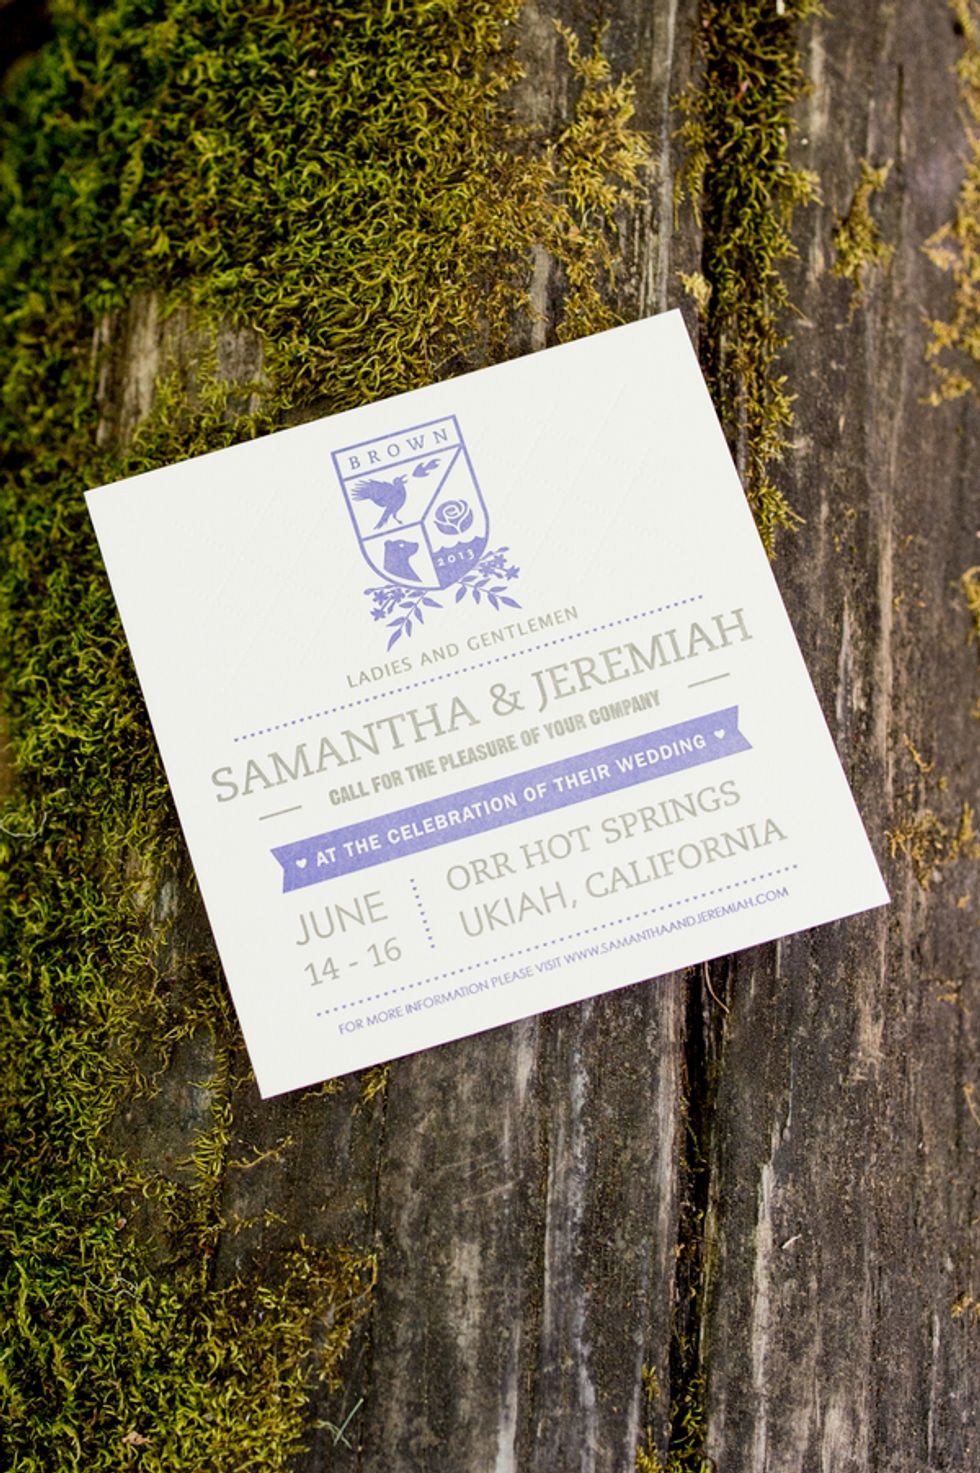 BROWN
2013
LADIES AND GENTLEMEN
SAMANTHA & JEREMIAH
CALL FOR THE PLEASURE OF YOUR COMPANY
AT THE CELEBRATION OF THEIR WEDDING
JUNE
14 - 16
ORR HOT SPRINGS
UKIAH, CALIFORNIA
FOR MORE INFORMATION PLEASE VISIT WWW.SAMANTHAANDJEREMIAH.COM